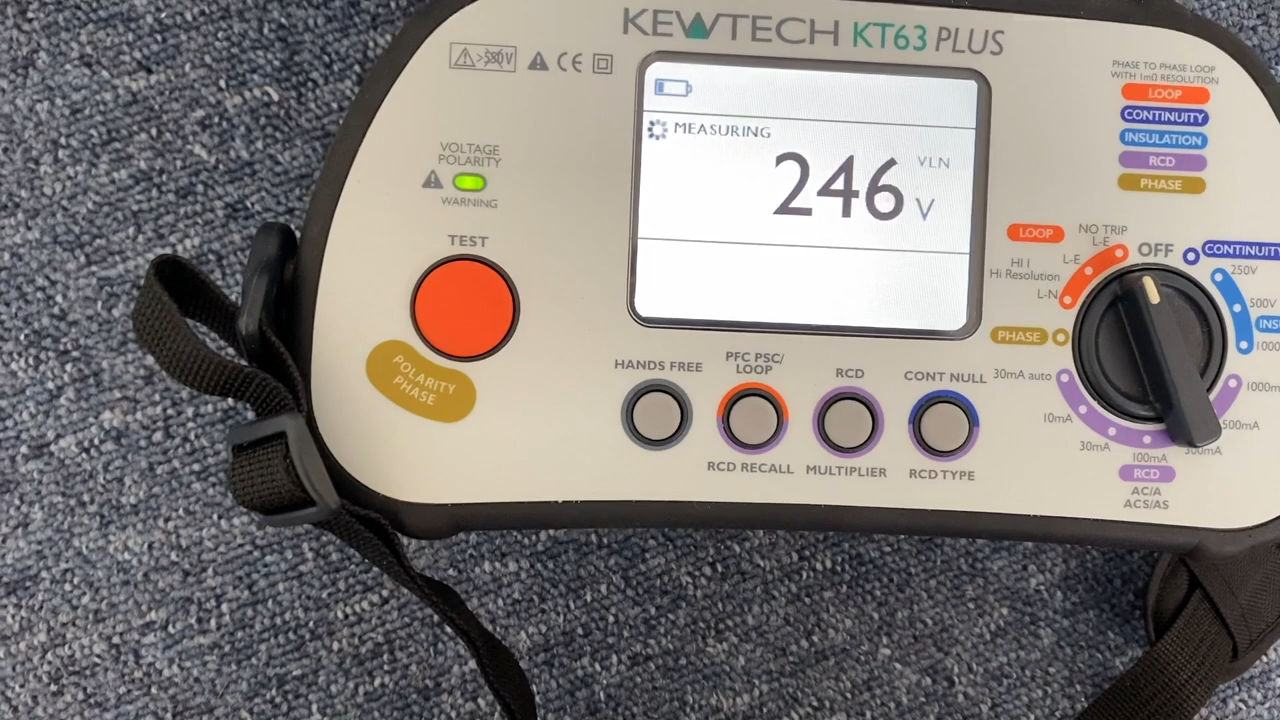 KEWTECH KT63 PLUS
>550V
CE
PHASE TO PHASE LOOP
WITH 1mΩ RESOLUTION
LOOP
CONTINUITY
INSULATION
RCD
PHASE
MEASURING
246
VLN
V
VOLTAGE
POLARITY
WARNING
TEST
POLARITY
PHASE
HANDS FREE
PFC PSC/
LOOP
RCD RECALL
RCD
MULTIPLIER
CONT NULL
RCD TYPE
LOOP
NO TRIP
L-E
L-E
HI I
Hi Resolution
L-N
OFF
CONTINUITY
250V
500V
INS
1000
PHASE
30mA auto
10mA
30mA
100mA
300mA
500mA
1000m
RCD
AC/A
ACS/AS